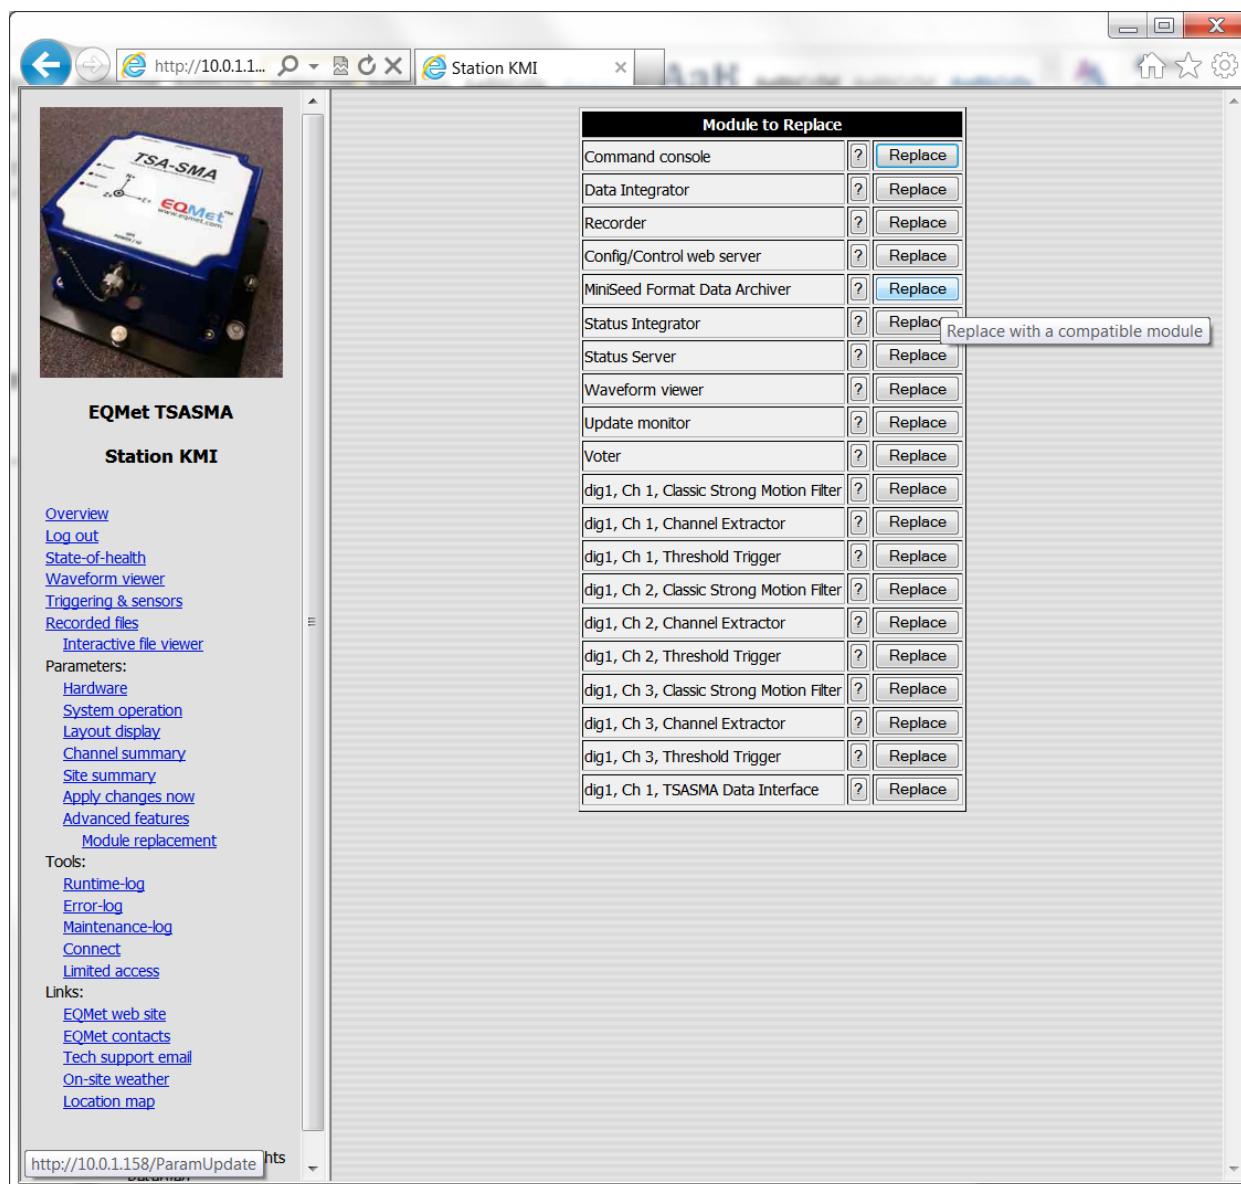 http://10.0.1.1...
Station KMI
TSA-SMA
EQMet
www.eqmet.com
EQMet TSASMA
Station KMI
Overview
Log out
State-of-health
Waveform viewer
Triggering & sensors
Recorded files
Interactive file viewer
Parameters:
Hardware
System operation
Layout display
Channel summary
Site summary
Apply changes now
Advanced features
Module replacement
Tools:
Runtime-log
Error-log
Maintenance-log
Connect
Limited access
Links:
EQMet web site
EQMet contacts
Tech support email
On-site weather
Location map
http://10.0.1.158/ParamUpdate
Module to Replace
Command console ? Replace
Data Integrator ? Replace
Recorder ? Replace
Config/Control web server ? Replace
MiniSeed Format Data Archiver ? Replace
Status Integrator ? Replace
Replace with a compatible module
Status Server ? Replace
Waveform viewer ? Replace
Update monitor ? Replace
Voter ? Replace
dig1, Ch 1, Classic Strong Motion Filter ? Replace
dig1, Ch 1, Channel Extractor ? Replace
dig1, Ch 1, Threshold Trigger ? Replace
dig1, Ch 2, Classic Strong Motion Filter ? Replace
dig1, Ch 2, Channel Extractor ? Replace
dig1, Ch 2, Threshold Trigger ? Replace
dig1, Ch 3, Classic Strong Motion Filter ? Replace
dig1, Ch 3, Channel Extractor ? Replace
dig1, Ch 3, Threshold Trigger ? Replace
dig1, Ch 1, TSASMA Data Interface ? Replace